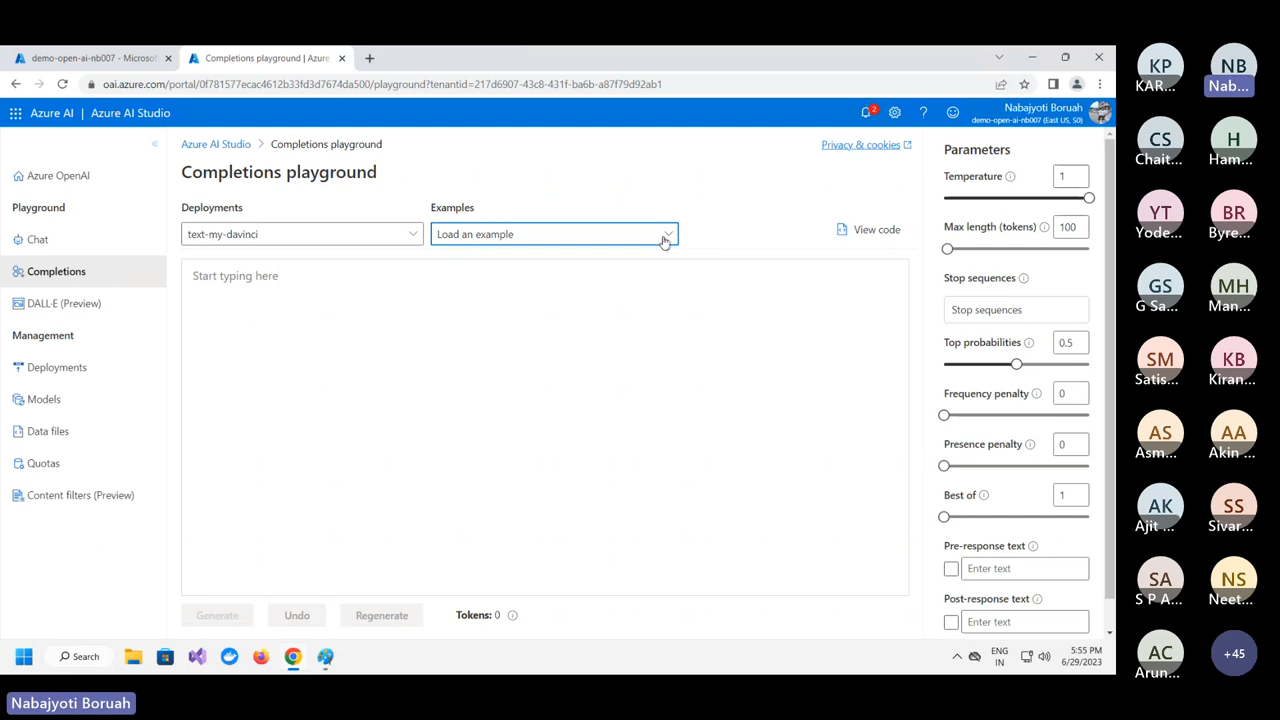 demo-open-ai-nb007 - Microsof
Completions playground | Azure
oai.azure.com/portal/0f781577ecac4612b33fd3d7674da500/playground?tenantid=217d6907-43c8-431f-ba6b-a87f79d92ab1
Azure AI | Azure AI Studio
2
Nabajyoti Boruah
demo-open-ai-nb007 (East US, S0)
Azure OpenAI
Playground
Chat
Completions
DALL·E (Preview)
Management
Deployments
Models
Data files
Quotas
Content filters (Preview)
Azure AI Studio > Completions playground
Privacy & cookies
Completions playground
Deployments
Examples
text-my-davinci
Load an example
View code
Start typing here
Generate
Undo
Regenerate
Tokens: 0
Parameters
Temperature
1
Max length (tokens)
100
Stop sequences
Stop sequences
Top probabilities
0.5
Frequency penalty
0
Presence penalty
0
Best of
1
Pre-response text
Enter text
Post-response text
Enter text
Search
ENG
IN
5:55 PM
6/29/2023
KP
KAR...
NB
Nab...
CS
Chait...
H
Ham...
YT
Yode...
BR
Byre...
GS
G Sa...
MH
Man...
SM
Satis...
KB
Kiran...
AS
Asm...
AA
Akin ...
AK
Ajit ...
SS
Sivar...
SA
S P A...
NS
Neet...
AC
Arun...
+45
Nabajyoti Boruah